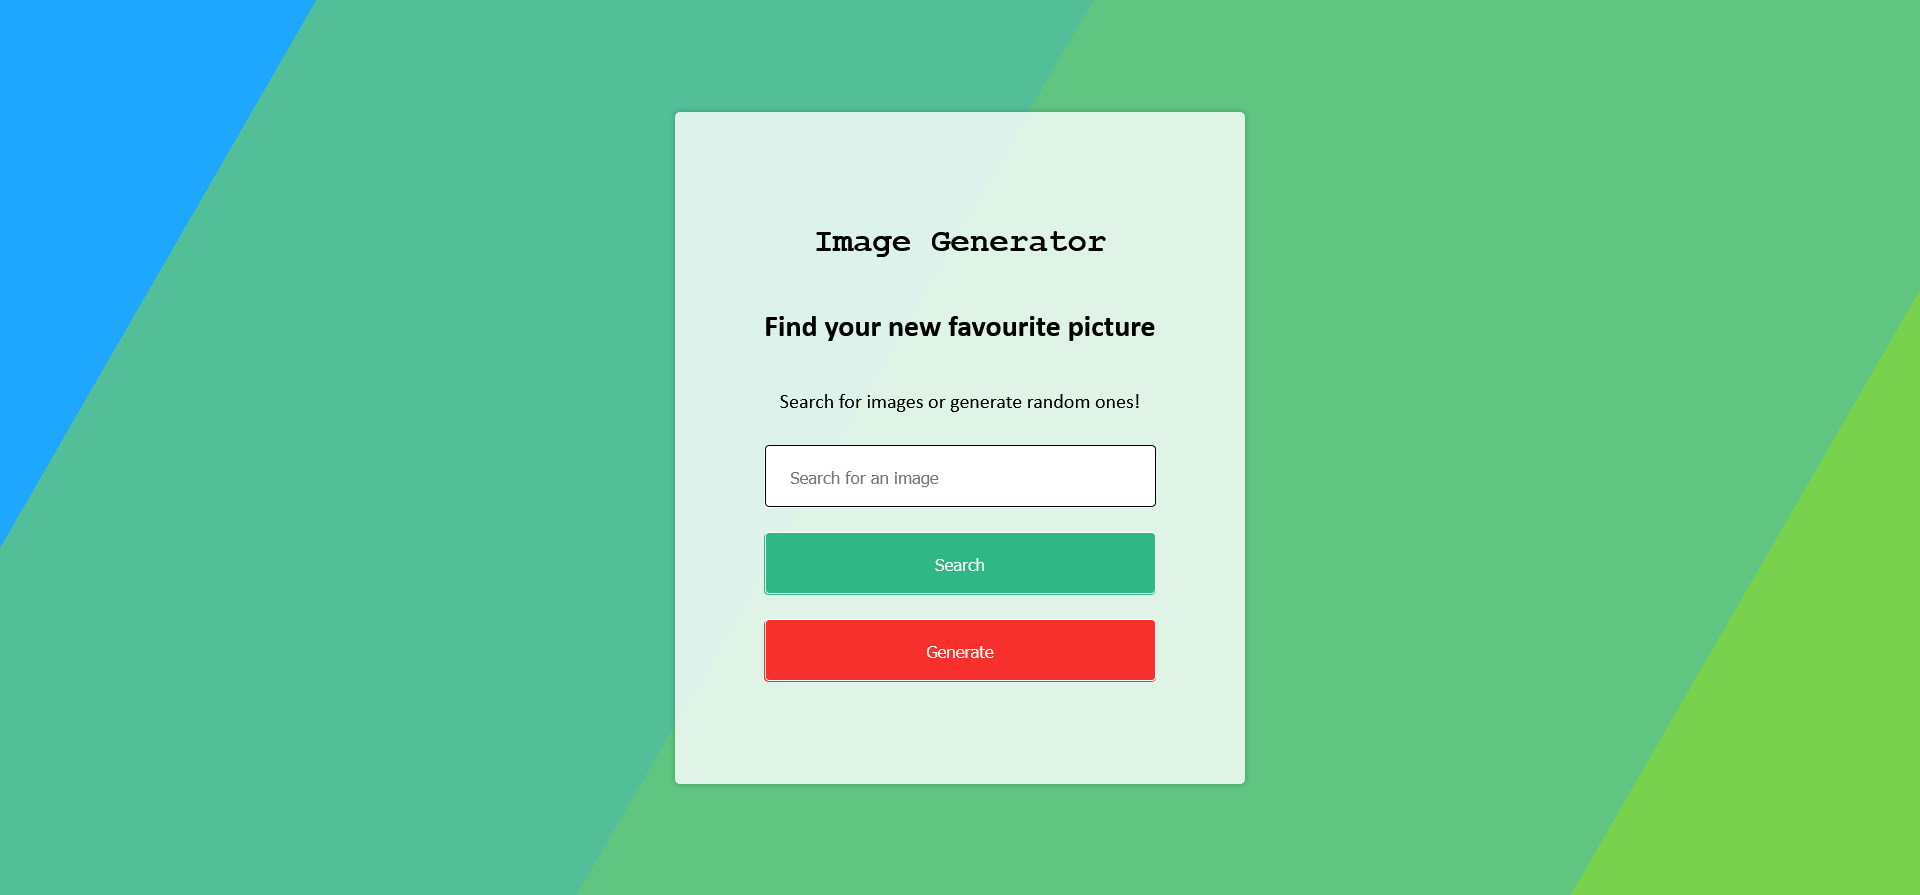 Image Generator
Find your new favourite picture
Search for images or generate random ones!
Search for an image
Search
Generate